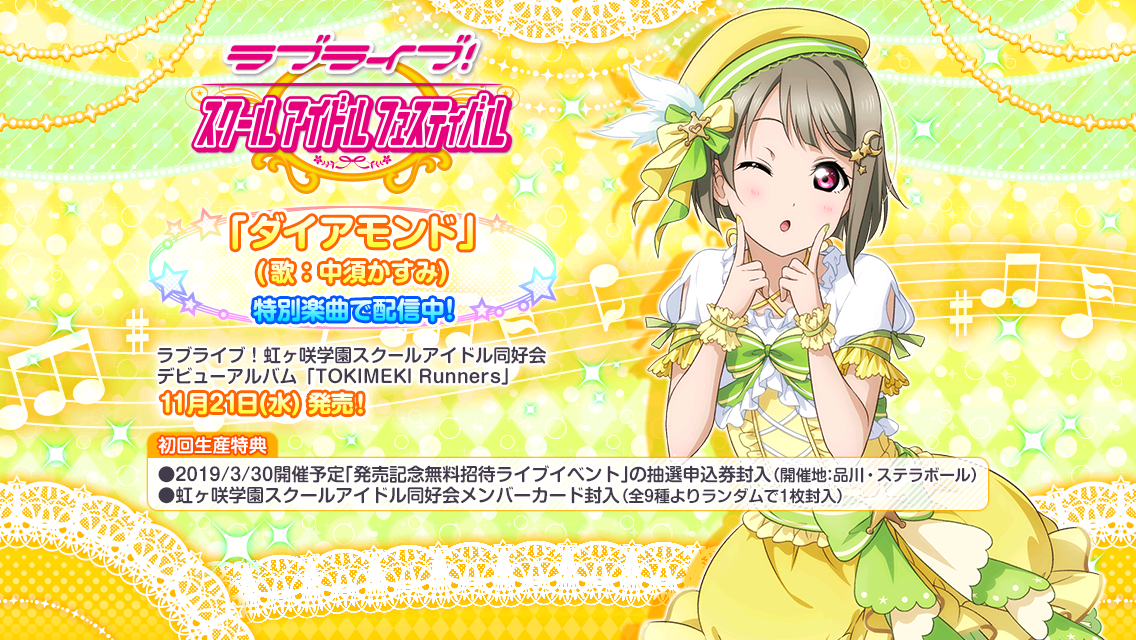 ラブライブ!
スクールアイドルフェスティバル
「ダイアモンド」
(歌:中須かすみ)
特別楽曲で配信中!
ラブライブ!虹ヶ咲学園スクールアイドル同好会
デビューアルバム「TOKIMEKI Runners」
11月21日(水)発売!
初回生産特典
●2019/3/30開催予定「発売記念無料招待ライブイベント」の抽選申込券封入(開催地:品川・ステラボール)
●虹ヶ咲学園スクールアイドル同好会メンバーカード封入(全9種よりランダムで1枚封入)